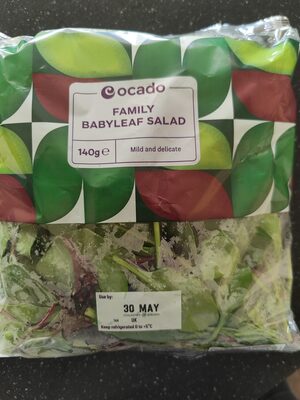 ocado
FAMILY
BABYLEAF SALAD
140g e
Mild and delicate
Use by:
30 MAY
UK
Keep refrigerated 0 to +5°C